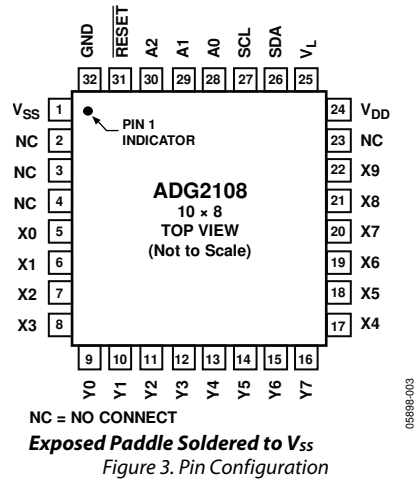 GND
RESET
A2
A1
A0
SCL
SDA
VL
32 31 30 29 28 27 26 25
VSS 1
NC 2
NC 3
NC 4
X0 5
X1 6
X2 7
X3 8
PIN 1
INDICATOR
ADG2108
10 × 8
TOP VIEW
(Not to Scale)
24 VDD
23 NC
22 X9
21 X8
20 X7
19 X6
18 X5
17 X4
9 10 11 12 13 14 15 16
Y0
Y1
Y2
Y3
Y4
Y5
Y6
Y7
NC = NO CONNECT
05898-003
Exposed Paddle Soldered to VSS
Figure 3. Pin Configuration